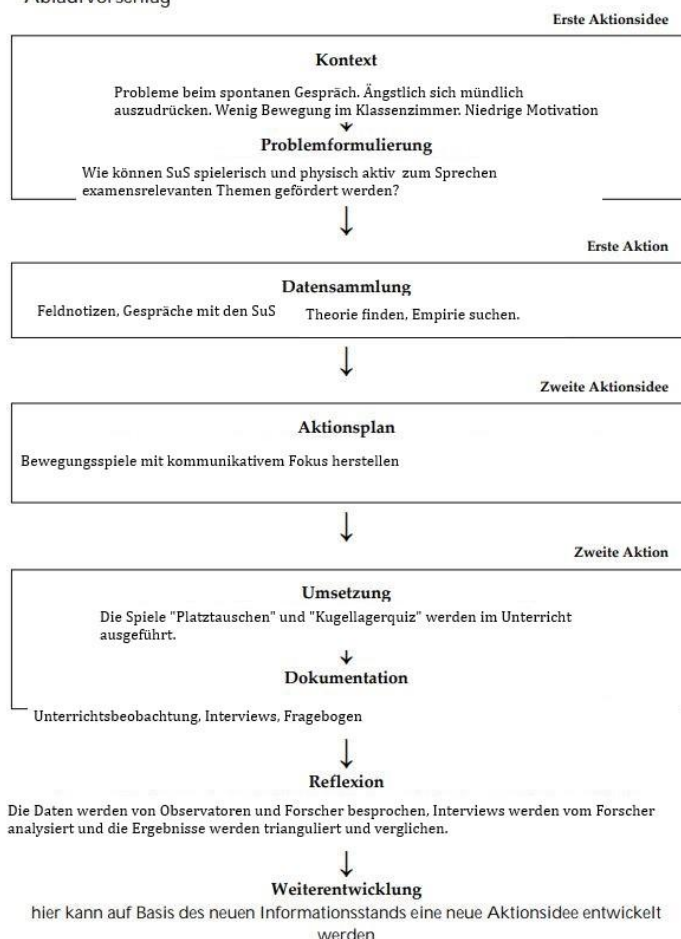 Ablaufvorschlag
Erste Aktionsidee
Kontext
Probleme beim spontanen Gespräch. Ängstlich sich mündlich
auszudrücken. Wenig Bewegung im Klassenzimmer. Niedrige Motivation
Problemformulierung
Wie können SuS spielerisch und physisch aktiv zum Sprechen
examensrelevanten Themen gefördert werden?
Erste Aktion
Datensammlung
Feldnotizen, Gespräche mit den SuS Theorie finden, Empirie suchen.
Zweite Aktionsidee
Aktionsplan
Bewegungsspiele mit kommunikativem Fokus herstellen
Zweite Aktion
Umsetzung
Die Spiele "Platztauschen" und "Kugellagerquiz" werden im Unterricht
ausgeführt.
Dokumentation
Unterrichtsbeobachtung, Interviews, Fragebogen
Reflexion
Die Daten werden von Observatoren und Forscher besprochen, Interviews werden vom Forscher
analysiert und die Ergebnisse werden trianguliert und verglichen.
Weiterentwicklung
hier kann auf Basis des neuen Informationsstands eine neue Aktionsidee entwickelt
werden